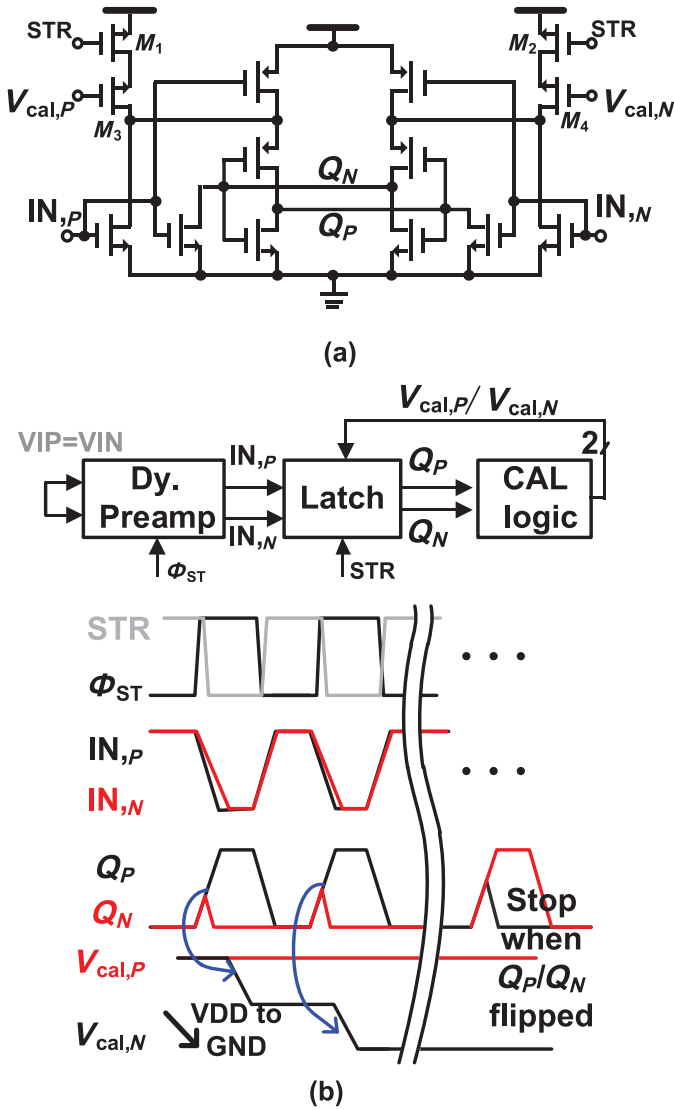 STR M1 M2 STR
Vcal,P M3 M4 Vcal,N
QN
IN,P QP IN,N
(a)
Vcal,P/ Vcal,N
VIP=VIN 2
Dy. Preamp IN,P IN,N Latch QP QN CAL logic
ΦST STR
STR
ΦST
• • •
IN,P
IN,N
• • •
QP
QN
Vcal,P
Vcal,N
VDD to
GND
Stop
when
QP/QN
flipped
(b)